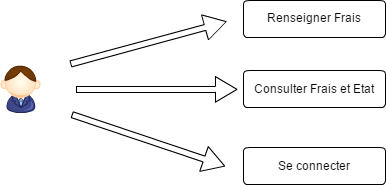 Renseigner Frais
Consulter Frais et Etat
Se connecter